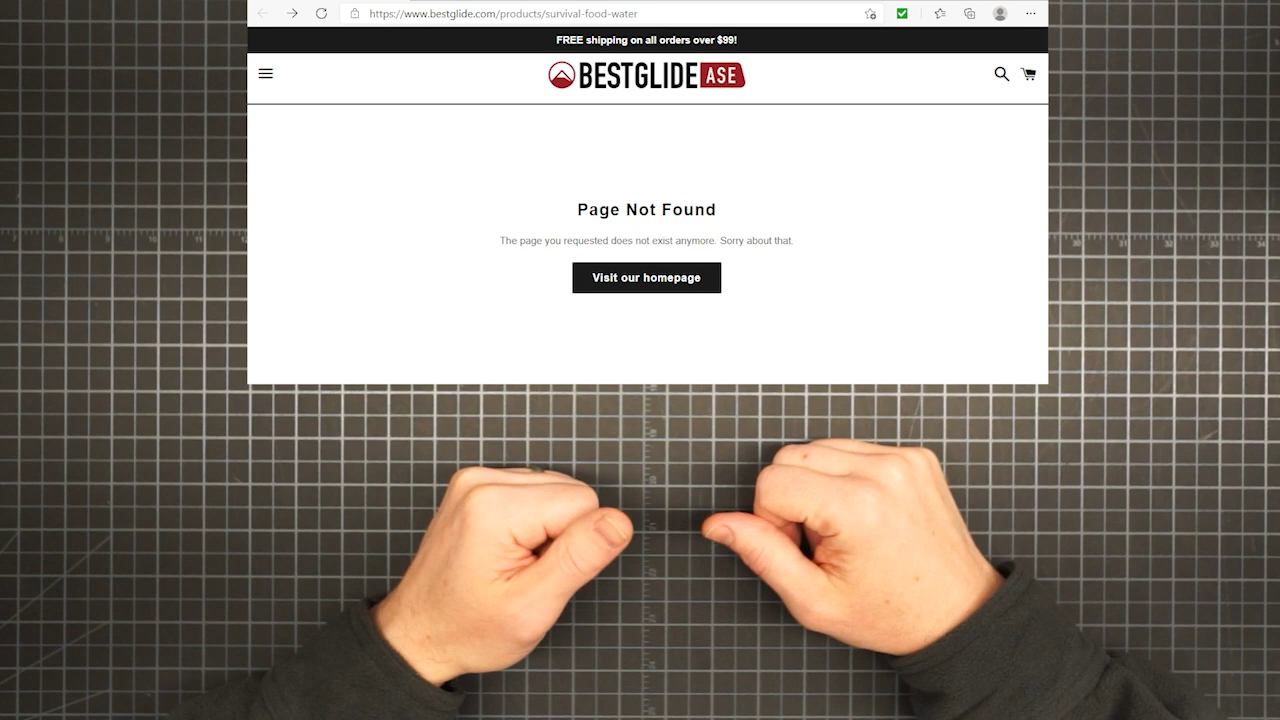 https://www.bestglide.com/products/survival-food-water
FREE shipping on all orders over $99!
BESTGLIDE ASE
Page Not Found
The page you requested does not exist anymore. Sorry about that.
Visit our homepage